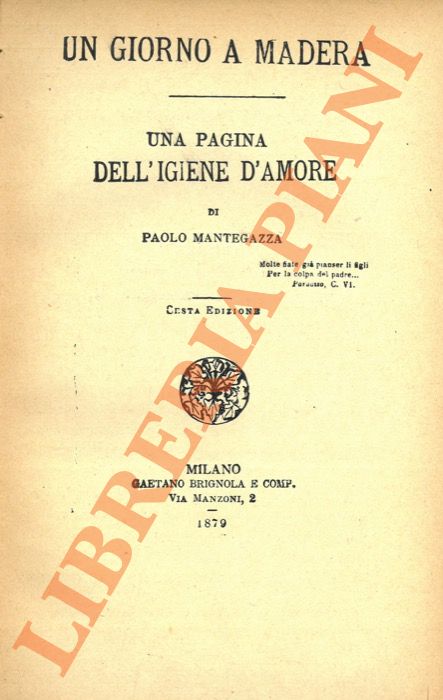 UN GIORNO A MADERA
UNA PAGINA
DELL'IGIENE D'AMORE
DI
PAOLO MANTEGAZZA
Molte fiate già pianser li figli
Per la colpa del padre...
Paradiso, C. VI.
Sesta Edizione
MILANO
GAETANO BRIGNOLA E COMP.
Via Manzoni, 2
1879
LIBRERIA PIANI